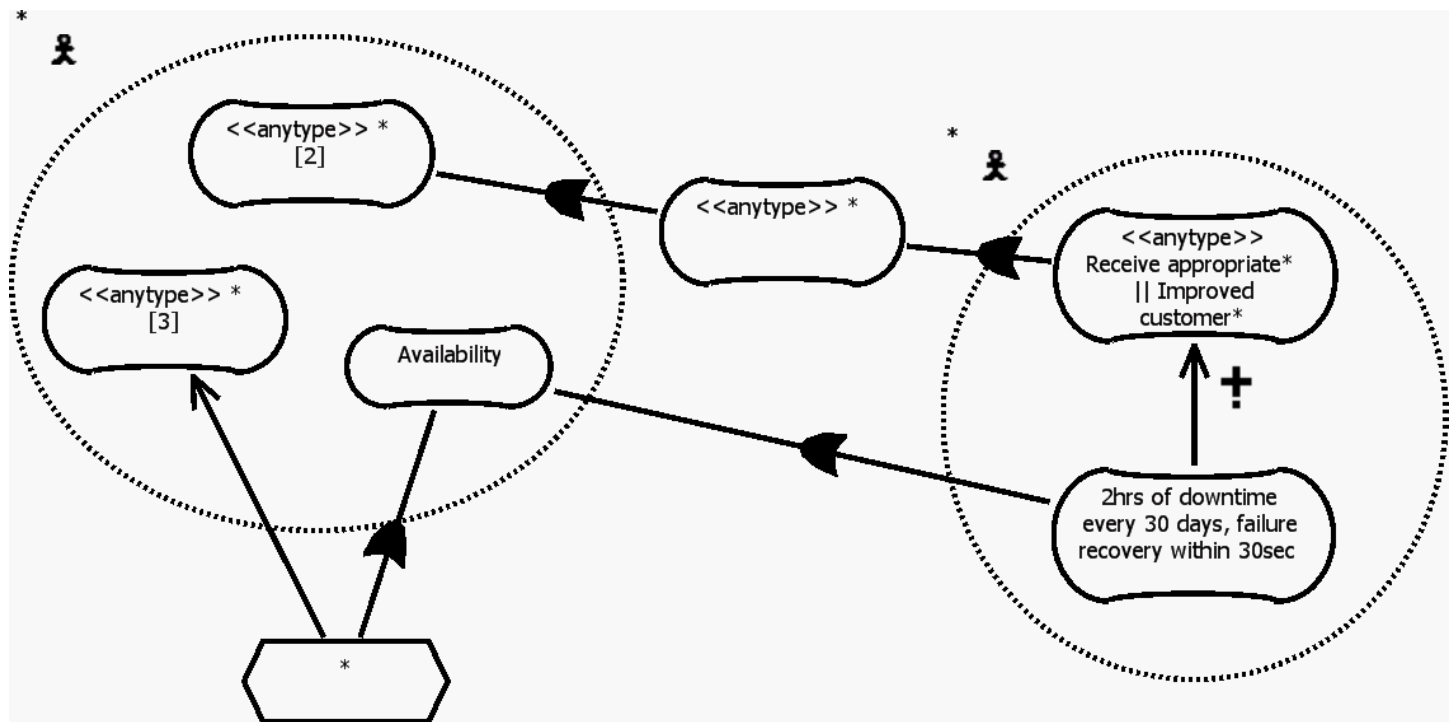 *
<<anytype>> *
[2]
*
<<anytype>> *
<<anytype>>
Receive appropriate*
|| Improved
customer*
<<anytype>> *
[3]
Availability
2hrs of downtime
every 30 days, failure
recovery within 30sec
*